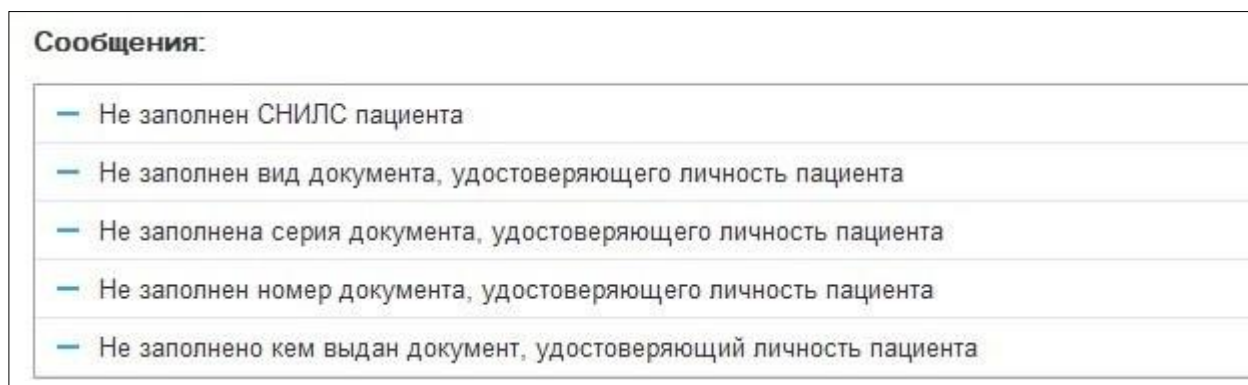 Сообщения:
Не заполнен СНИЛС пациента
Не заполнен вид документа, удостоверяющего личность пациента
Не заполнена серия документа, удостоверяющего личность пациента
Не заполнен номер документа, удостоверяющего личность пациента
Не заполнено кем выдан документ, удостоверяющий личность пациента